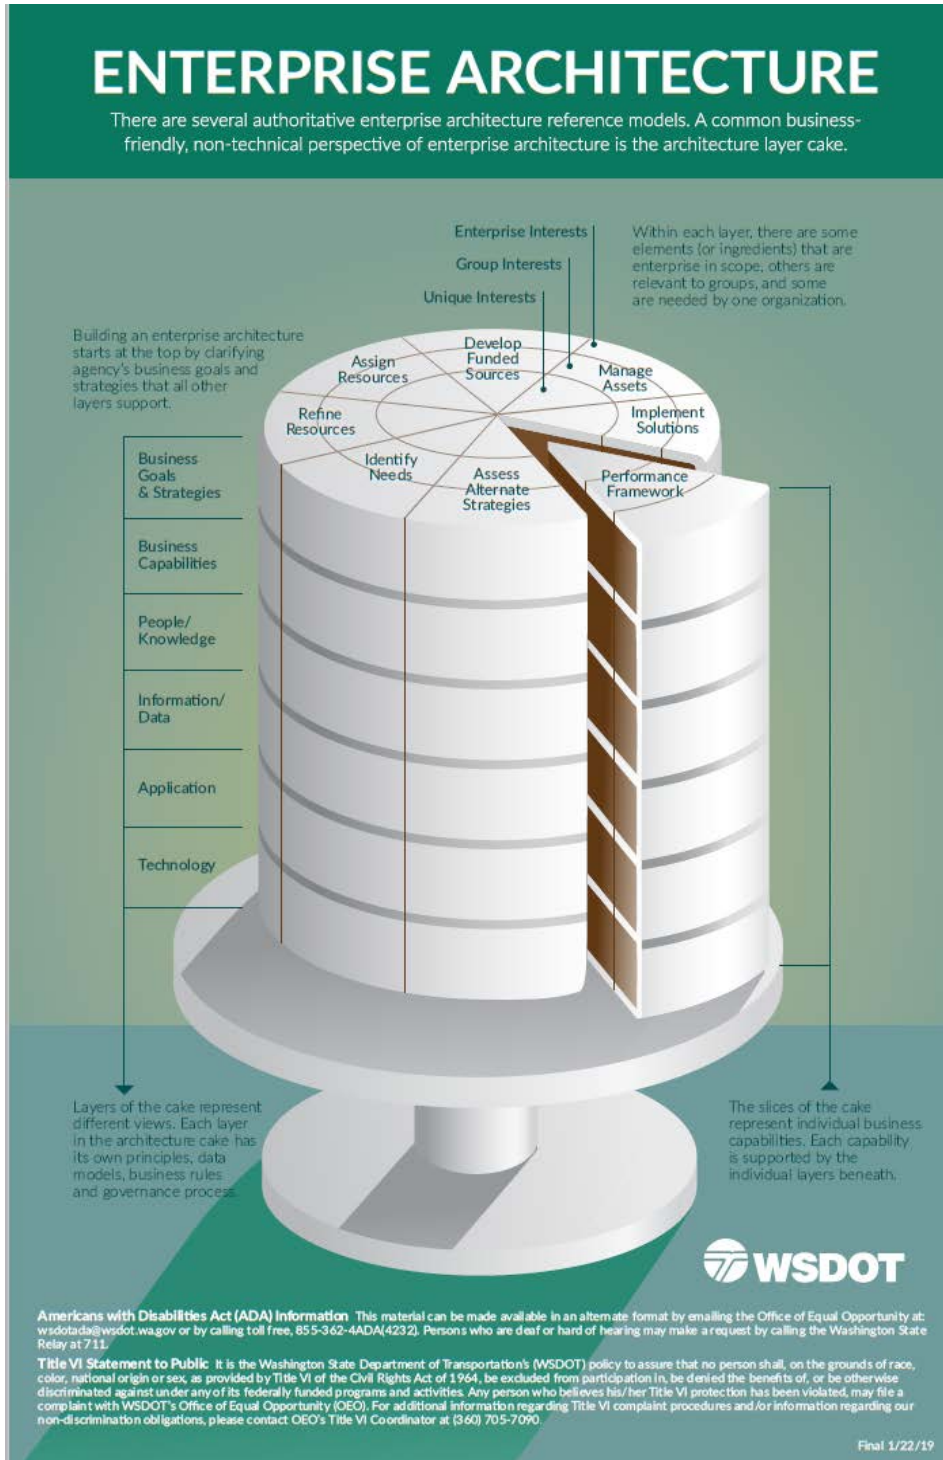 ENTERPRISE ARCHITECTURE
There are several authoritative enterprise architecture reference models. A common business-
friendly, non-technical perspective of enterprise architecture is the architecture layer cake.
Enterprise Interests
Group Interests
Unique Interests
Within each layer, there are some
elements (or ingredients) that are
enterprise in scope, others are
relevant to groups, and some
are needed by one organization.
Building an enterprise architecture
starts at the top by clarifying
agency's business goals and
strategies that all other
layers support.
Develop
Funded
Sources
Assign
Resources
Manage
Assets
Refine
Resources
Implement
Solutions
Identify
Needs
Assess
Alternate
Strategies
Performance
Framework
Business
Goals
& Strategies
Business
Capabilities
People/
Knowledge
Information/
Data
Application
Technology
Layers of the cake represent
different views. Each layer
in the architecture cake has
its own principles, data
models, business rules
and governance process.
The slices of the cake
represent individual business
capabilities. Each capability
is supported by the
individual layers beneath.
WSDOT
Americans with Disabilities Act (ADA) Information This material can be made available in an alternate format by emailing the Office of Equal Opportunity at
wsdotada@wsdot.wa.gov or by calling toll free, 855-362-4ADA(4232). Persons who are deaf or hard of hearing may make a request by calling the Washington State
Relay at 711.
Title VI Statement to Public It is the Washington State Department of Transportation's (WSDOT) policy to assure that no person shall, on the grounds of race,
color, national origin or sex, as provided by Title VI of the Civil Rights Act of 1964, be excluded from participation in, be denied the benefits of, or be otherwise
discriminated against under any of its federally funded programs and activities. Any person who believes his/her Title VI protection has been violated, may file a
complaint with WSDOT's Office of Equal Opportunity (OEO). For additional information regarding Title VI complaint procedures and/or information regarding our
non-discrimination obligations, please contact OEO's Title VI Coordinator at (360) 705-7090.
Final 1/22/19